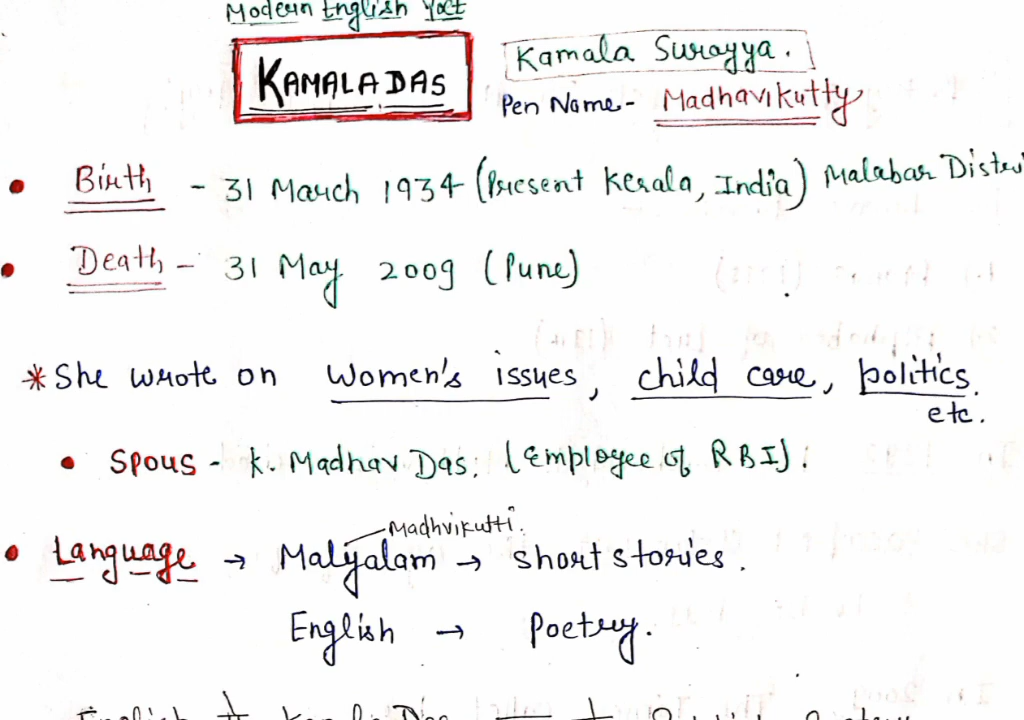 Modern English Poet
KAMALA DAS
Kamala Surayya.
Pen Name- Madhavikutty
• Birth - 31 March 1934 (Present Kerala, India) Malabar
• Death - 31 May 2009 (Pune)
* She wrote on women's issues, child care, politics.
etc.
• Spous - K. Madhav Das. (employee of RBI).
Madhvikutti.
• Language → Malyalam → short stories.
English → Poetry.
English